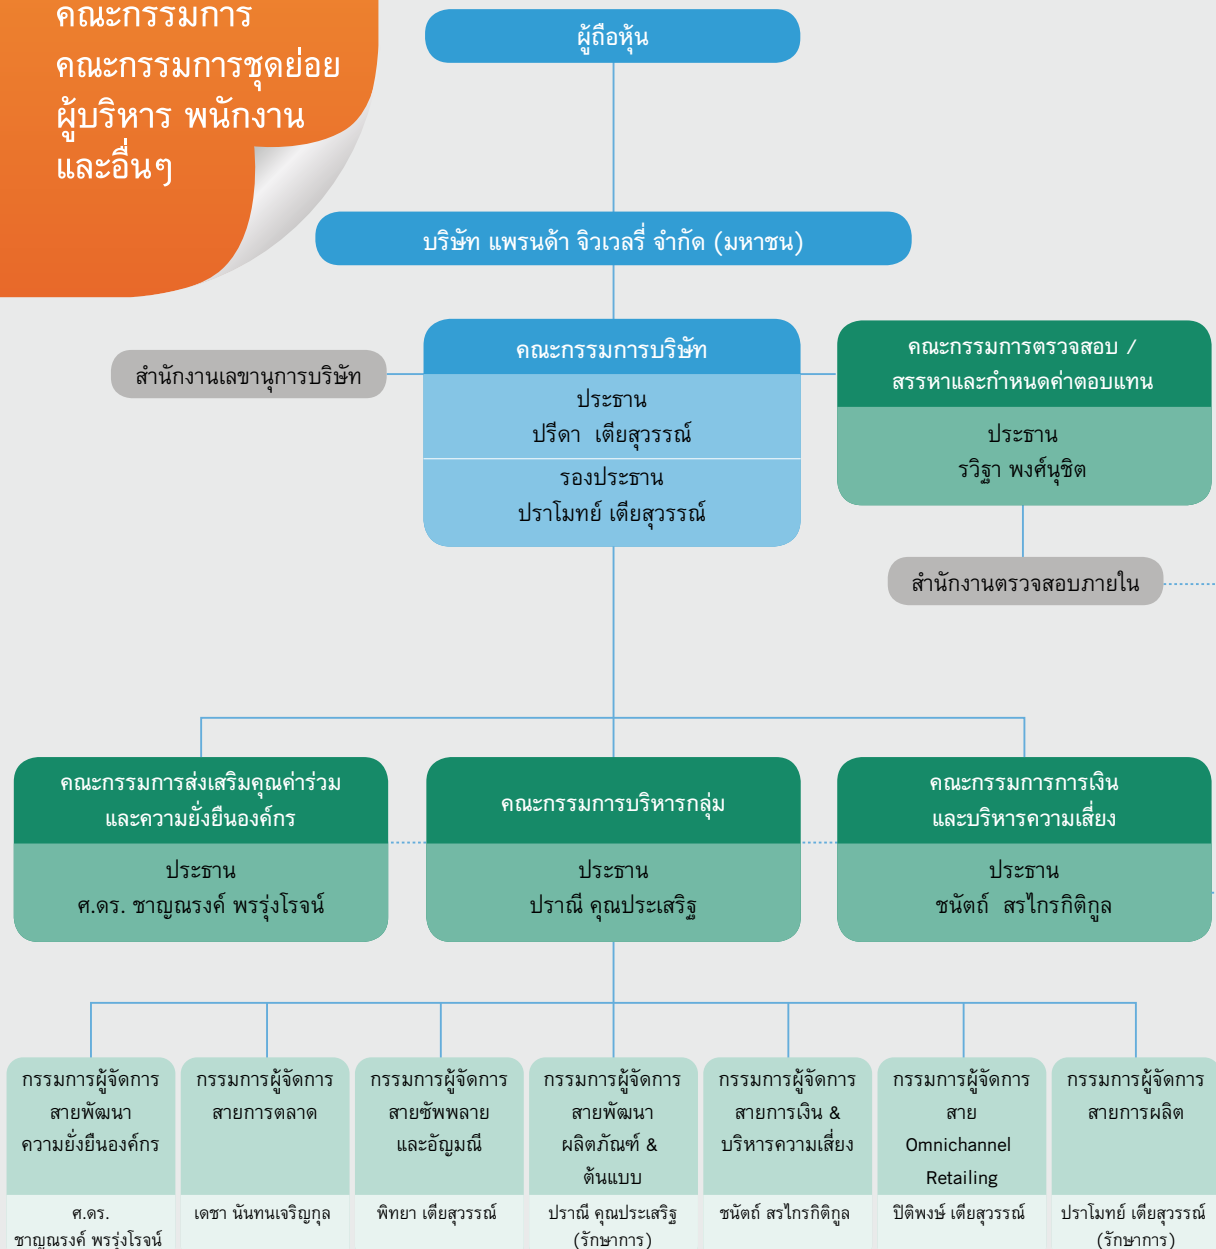 คณะกรรมการ
คณะกรรมการชุดย่อย
ผู้บริหาร พนักงาน
และอื่นๆ
ผู้ถือหุ้น
บริษัท แพรนด้า จิวเวลรี่ จำกัด (มหาชน)
สำนักงานเลขานุการบริษัท
คณะกรรมการบริษัท
ประธาน
ปรีดา เตียสุวรรณ์
รองประธาน
ปราโมทย์ เตียสุวรรณ์
คณะกรรมการตรวจสอบ /
สรรหาและกำหนดค่าตอบแทน
ประธาน
รวิฐา พงศ์นุชิต
สำนักงานตรวจสอบภายใน
คณะกรรมการส่งเสริมคุณค่าร่วม
และความยั่งยืนองค์กร
ประธาน
ศ.ดร. ชาญณรงค์ พรรุ่งโรจน์
คณะกรรมการบริหารกลุ่ม
ประธาน
ปราณี คุณประเสริฐ
คณะกรรมการการเงิน
และบริหารความเสี่ยง
ประธาน
ชนัตถ์ สรไกรกิติกูล
กรรมการผู้จัดการ
สายพัฒนา
ความยั่งยืนองค์กร
ศ.ดร.
ชาญณรงค์ พรรุ่งโรจน์
กรรมการผู้จัดการ
สายการตลาด
เดชา นันทนเจริญกุล
กรรมการผู้จัดการ
สายซัพพลาย
และอัญมณี
พิทยา เตียสุวรรณ์
กรรมการผู้จัดการ
สายพัฒนา
ผลิตภัณฑ์ &
ต้นแบบ
ปราณี คุณประเสริฐ
(รักษาการ)
กรรมการผู้จัดการ
สายการเงิน &
บริหารความเสี่ยง
ชนัตถ์ สรไกรกิติกูล
กรรมการผู้จัดการ
สาย
Omnichannel
Retailing
ปิติพงษ์ เตียสุวรรณ์
กรรมการผู้จัดการ
สายการผลิต
ปราโมทย์ เตียสุวรรณ์
(รักษาการ)